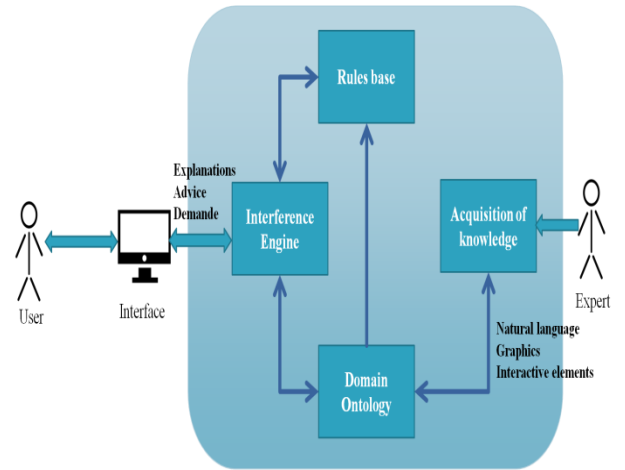 Rules base
Explanations
Advice
Demande
Interference
Engine
Acquisition of
knowledge
User
Interface
Expert
Natural language
Graphics
Interactive elements
Domain
Ontology